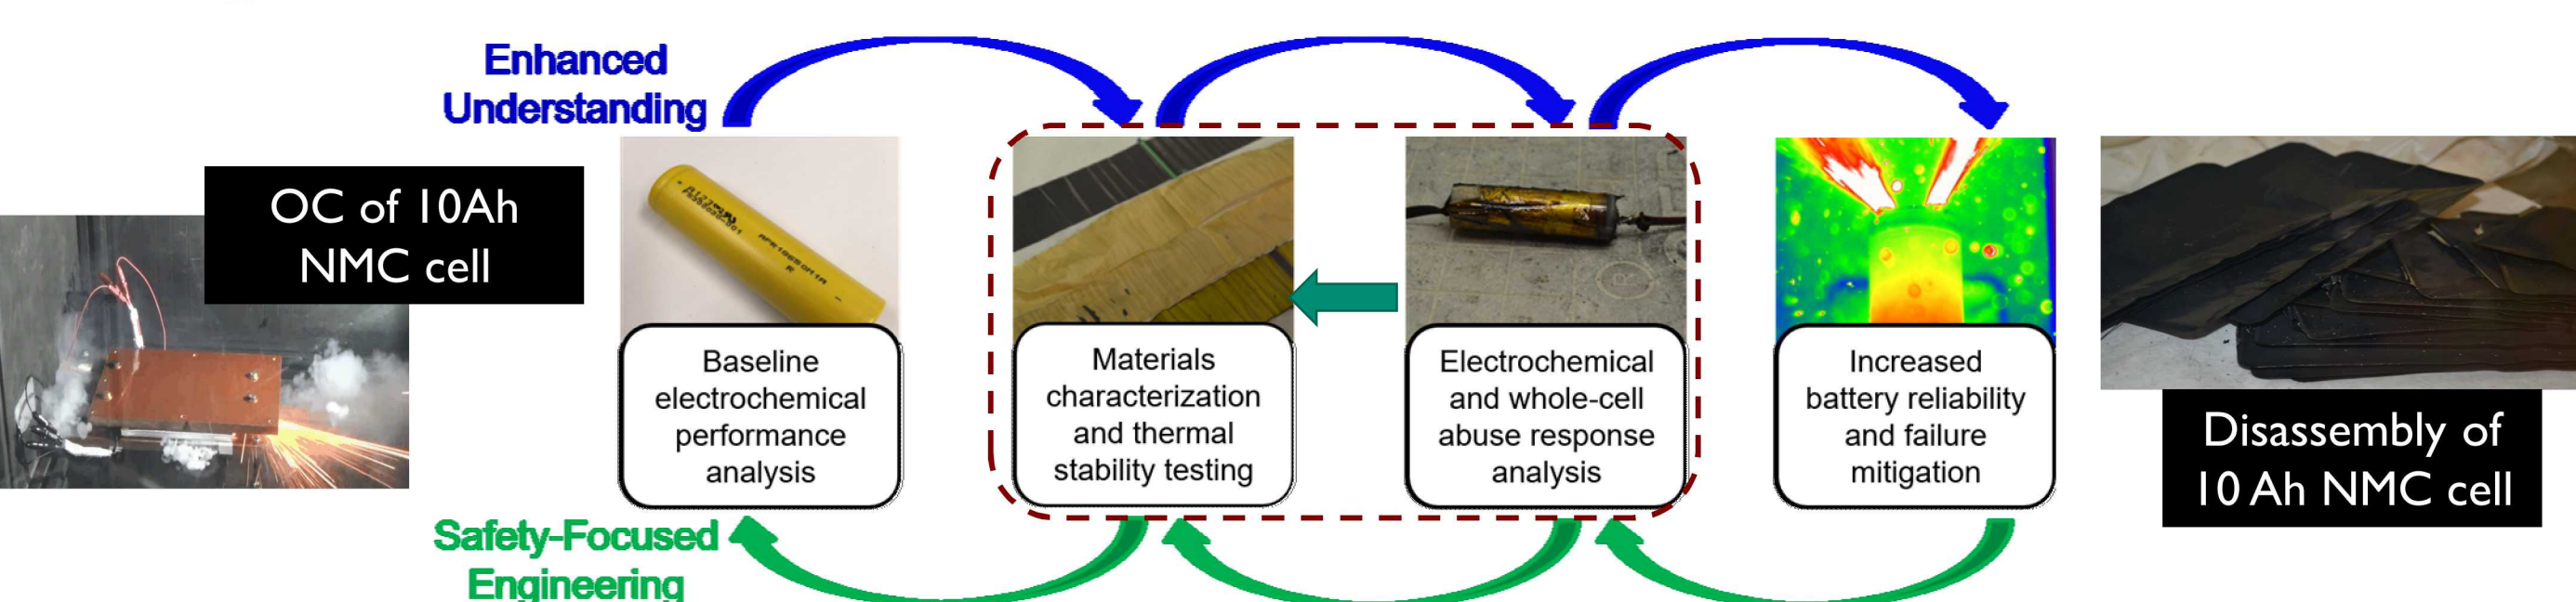 Enhanced
Understanding
OC of 10Ah
NMC cell
Baseline
electrochemical
performance
analysis
Materials
characterization
and thermal
stability testing
Electrochemical
and whole-cell
abuse response
analysis
Increased
battery reliability
and failure
mitigation
Disassembly of
10 Ah NMC cell
Safety-Focused
Engineering